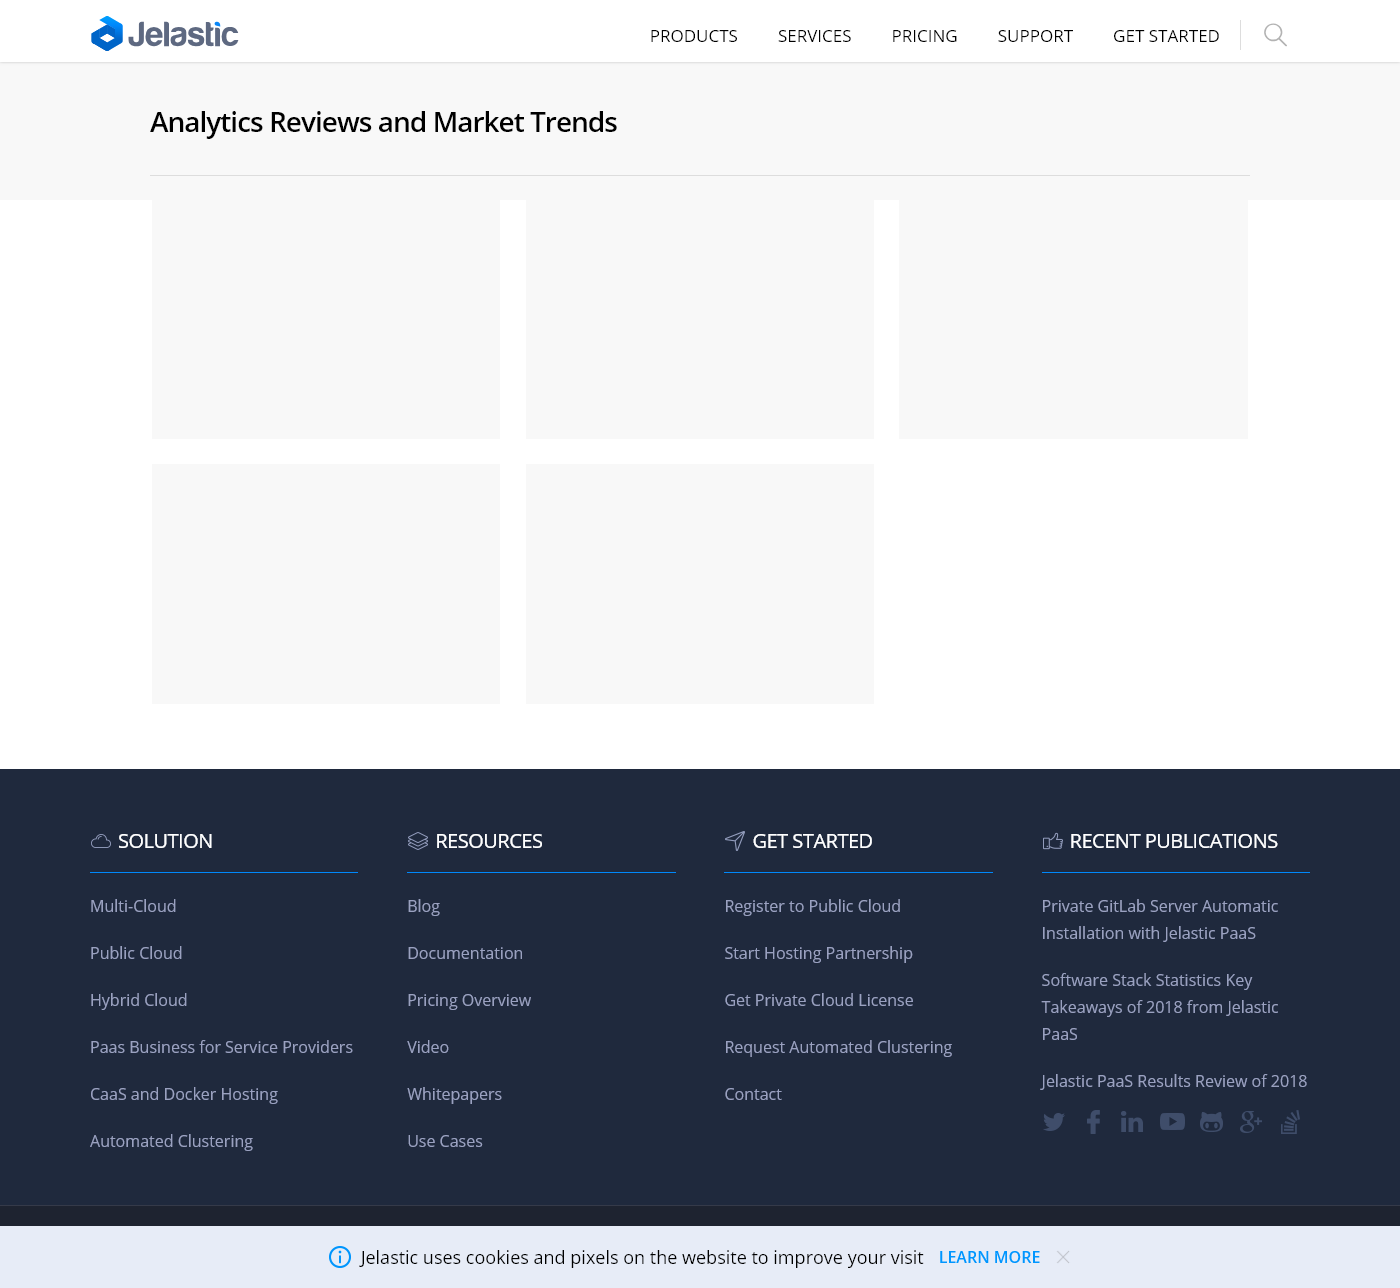 Jelastic
PRODUCTS
SERVICES
PRICING
SUPPORT
GET STARTED
Analytics Reviews and Market Trends
SOLUTION
Multi-Cloud
Public Cloud
Hybrid Cloud
Paas Business for Service Providers
CaaS and Docker Hosting
Automated Clustering
RESOURCES
Blog
Documentation
Pricing Overview
Video
Whitepapers
Use Cases
GET STARTED
Register to Public Cloud
Start Hosting Partnership
Get Private Cloud License
Request Automated Clustering
Contact
RECENT PUBLICATIONS
Private GitLab Server Automatic
Installation with Jelastic PaaS
Software Stack Statistics Key
Takeaways of 2018 from Jelastic
PaaS
Jelastic PaaS Results Review of 2018
Jelastic uses cookies and pixels on the website to improve your visit LEARN MORE